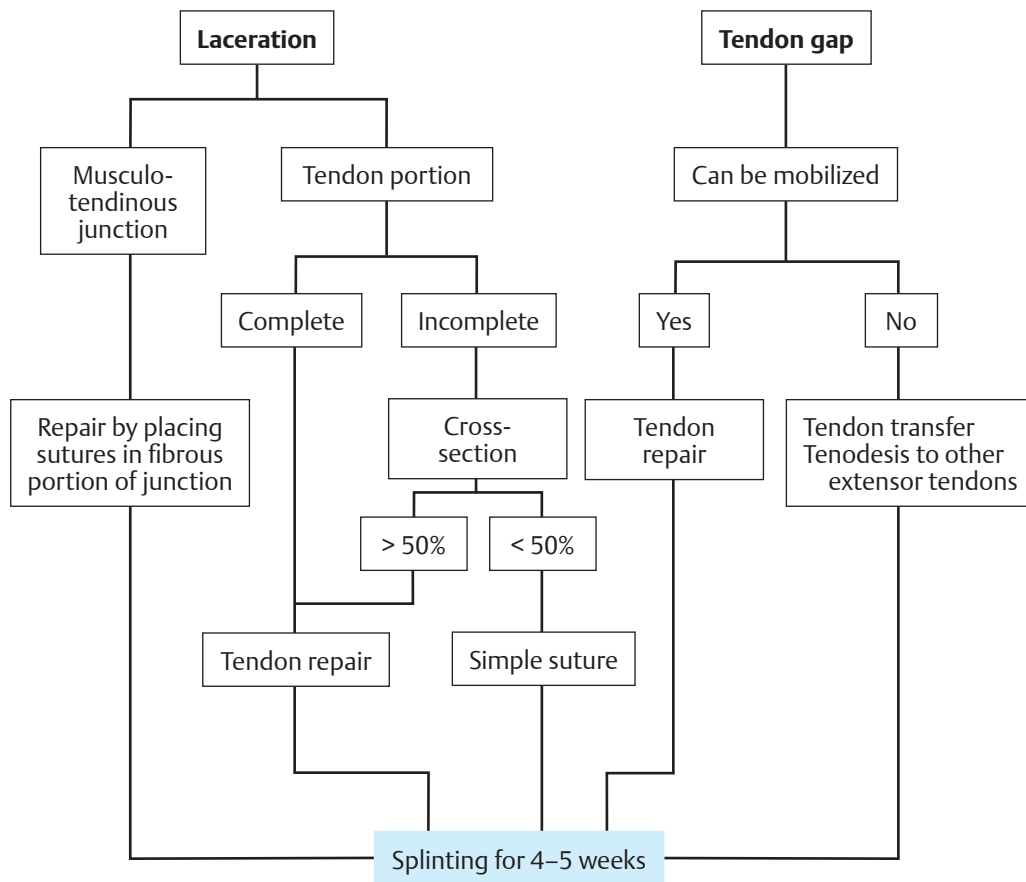 Laceration
Tendon gap
Musculo-
tendinous
junction
Tendon portion
Can be mobilized
Complete
Incomplete
Yes
No
Repair by placing
sutures in fibrous
portion of junction
Cross-
section
Tendon
repair
Tendon transfer
Tenodesis to other
extensor tendons
> 50%
< 50%
Tendon repair
Simple suture
Splinting for 4–5 weeks